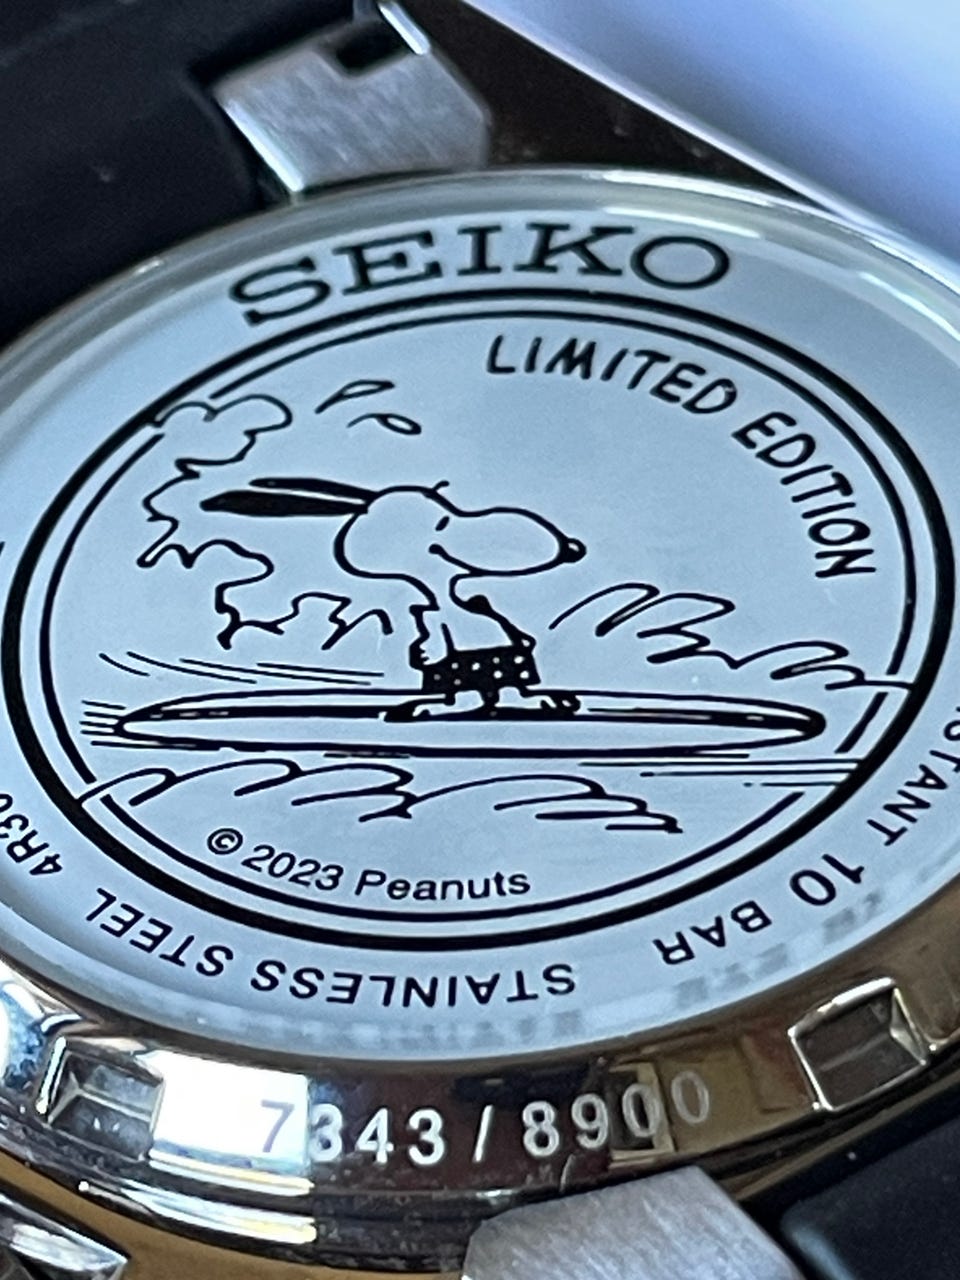 SEIKO
LIMITED EDITION
© 2023 Peanuts
STAINLESS STEEL
10 BAR
7343 / 8900